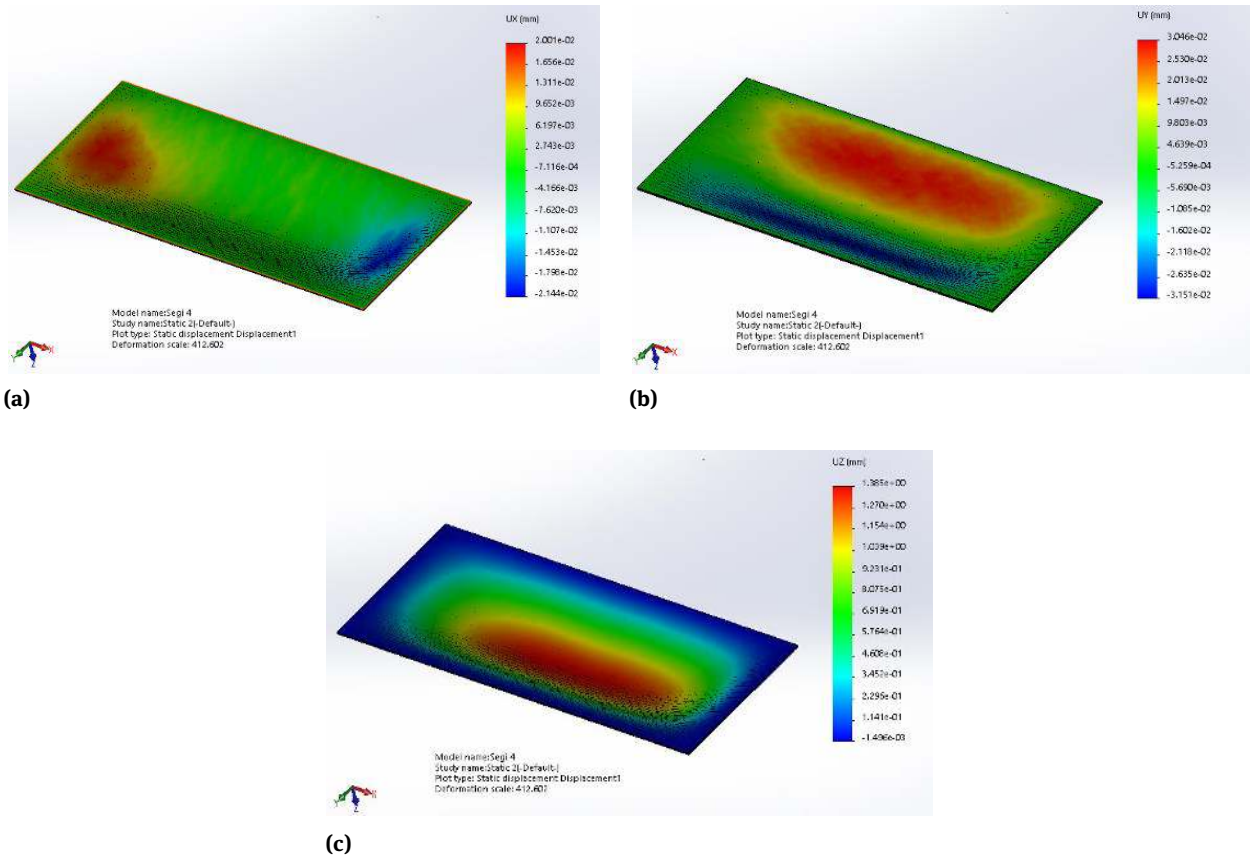 UX (mm)
2.001e-02
1.656e-02
1.311e-02
9.652e-03
6.197e-03
2.743e-03
-7.116e-04
-4.166e-03
-7.620e-03
-1.107e-02
-1.453e-02
-1.798e-02
-2.144e-02
Model name:Segi 4
Study name:Static 2(-Default-)
Plot type: Static displacement Displacement1
Deformation scale: 412.602
Y
X
Z
(a)
UY (mm)
3.046e-02
2.530e-02
2.013e-02
1.497e-02
9.803e-03
4.639e-03
-5.259e-04
-5.690e-03
-1.085e-02
-1.602e-02
-2.118e-02
-2.635e-02
-3.151e-02
Model name:Segi 4
Study name:Static 2(-Default-)
Plot type: Static displacement Displacement1
Deformation scale: 412.602
Y
X
Z
(b)
UZ (mm)
1.385e+00
1.270e+00
1.154e+00
1.039e+00
9.231e-01
8.075e-01
6.919e-01
5.764e-01
4.608e-01
3.452e-01
2.296e-01
1.141e-01
-1.496e-03
Model name:Segi 4
Study name:Static 2(-Default-)
Plot type: Static displacement Displacement1
Deformation scale: 412.602
Y
X
Z
(c)